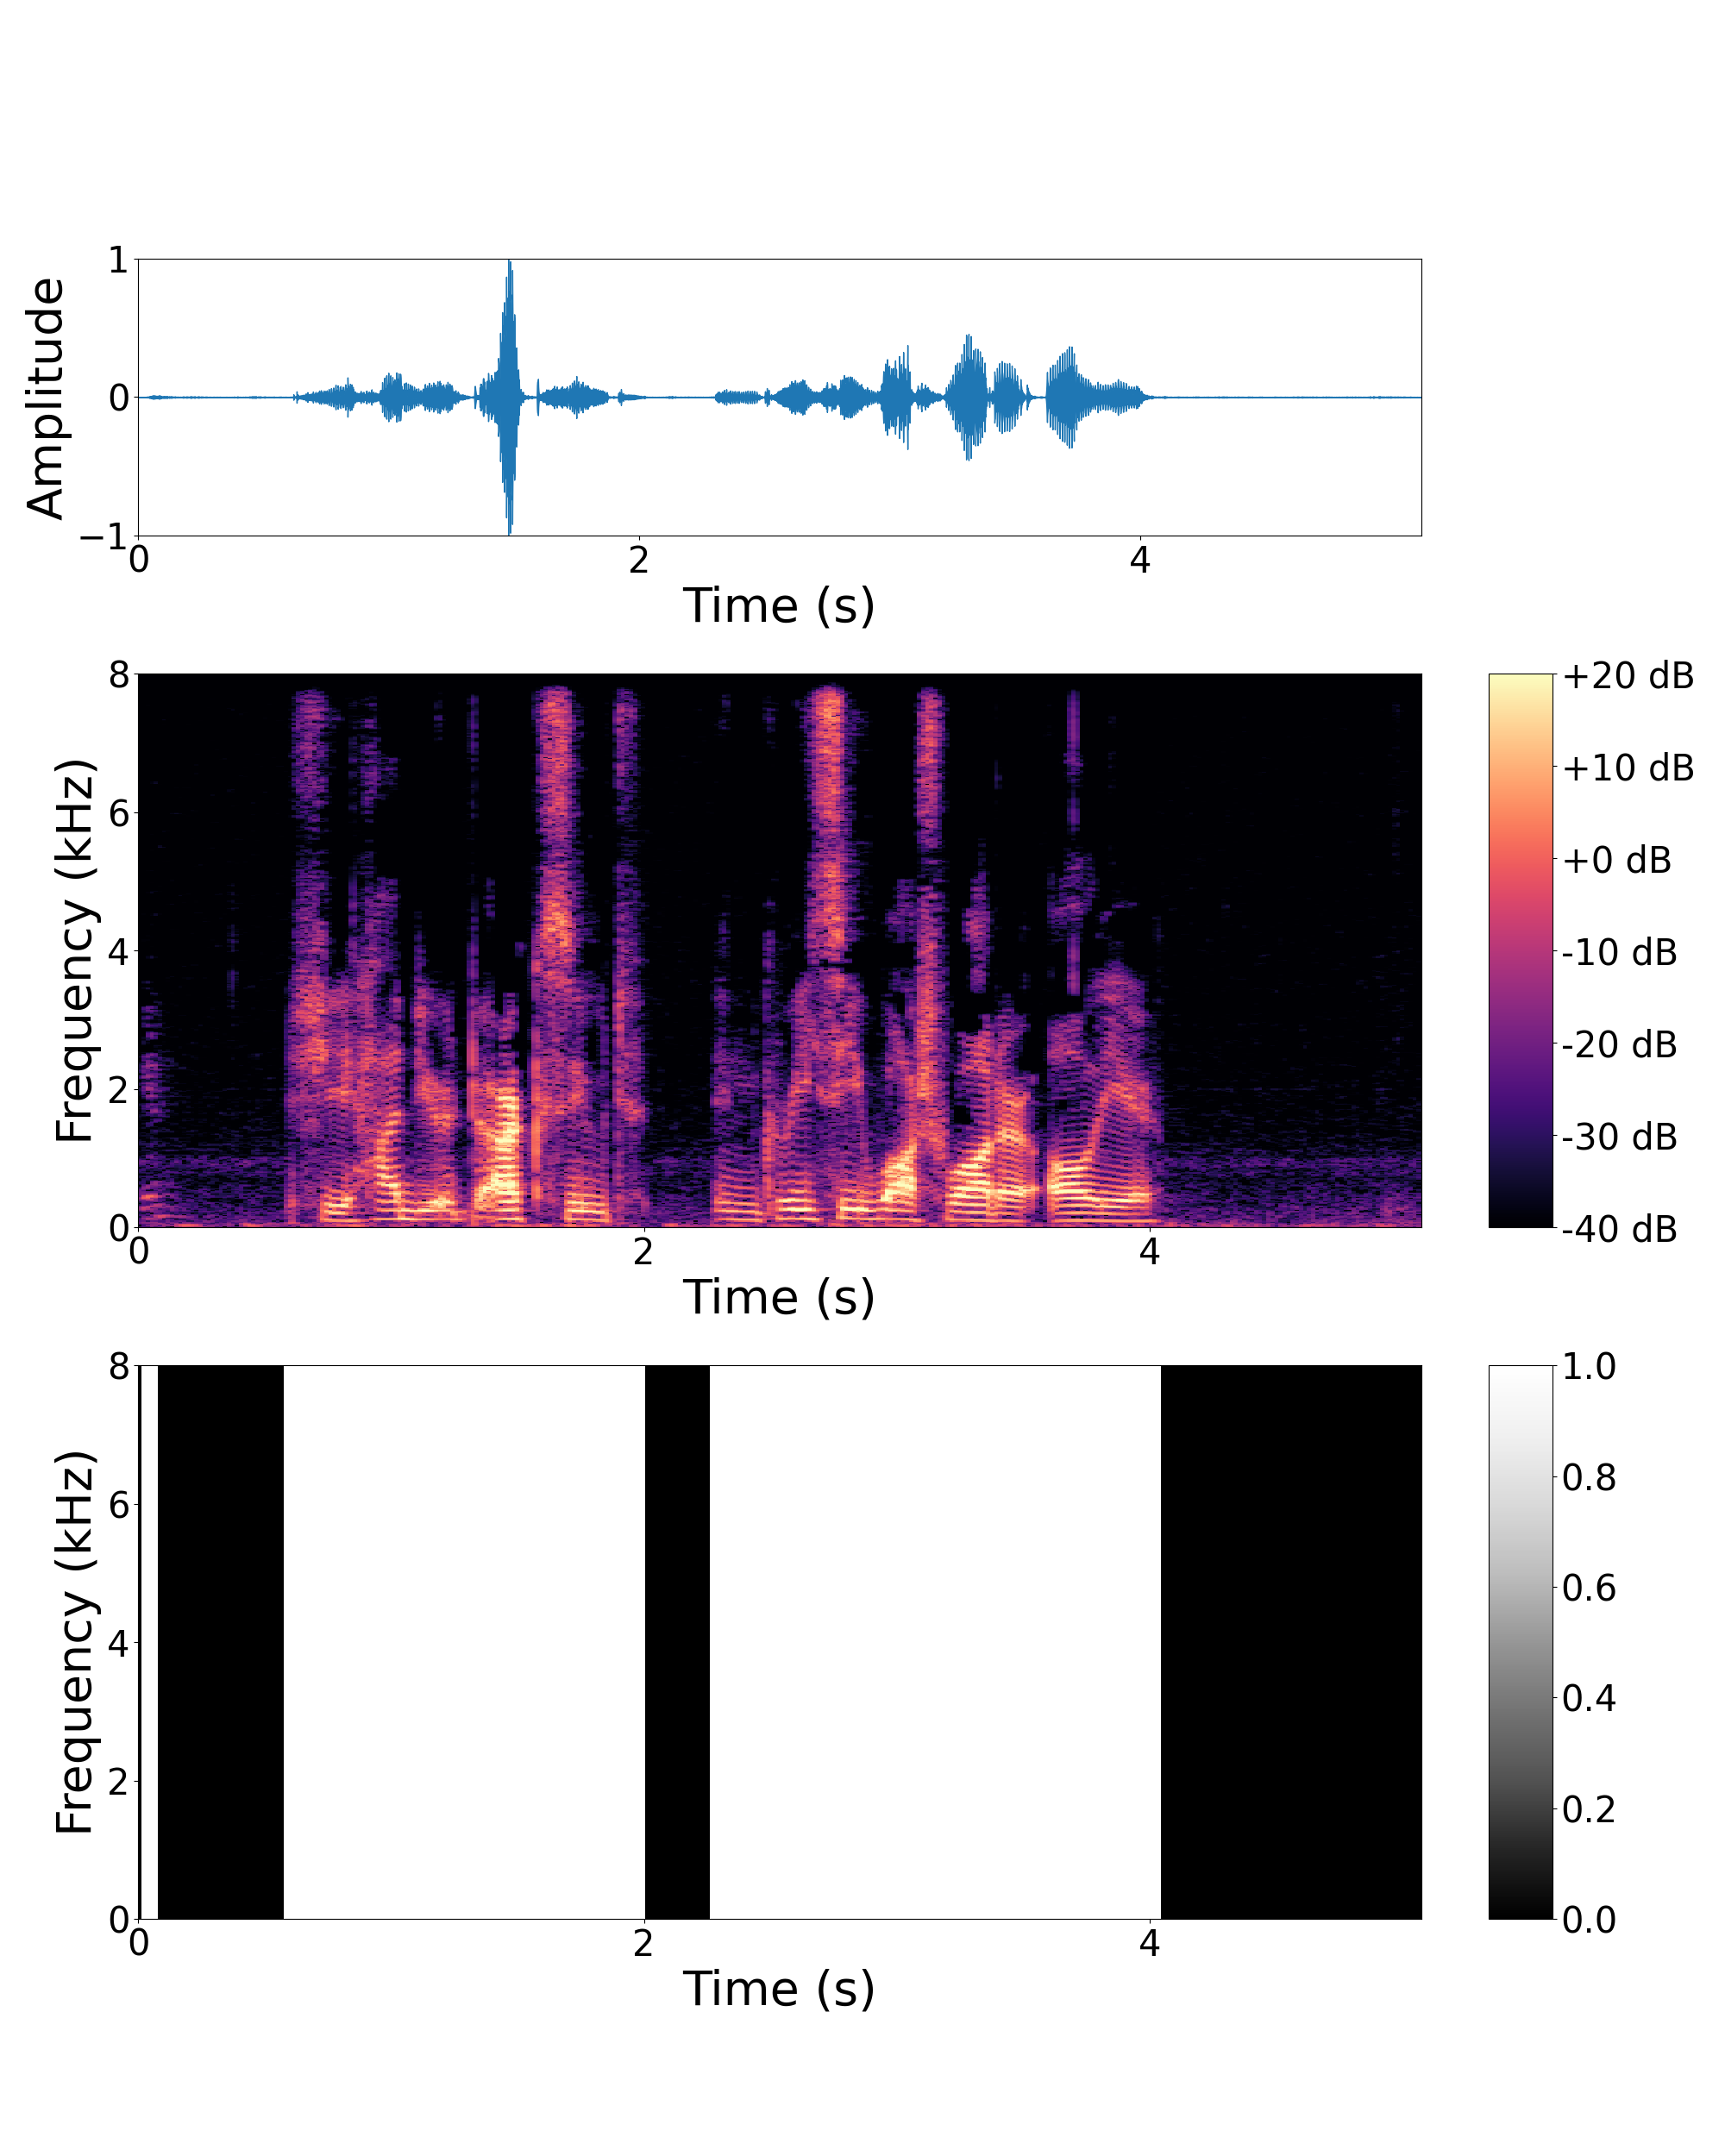 1
0
−1
Amplitude
0 2 4
Time (s)
8
6
4
2
0
Frequency (kHz)
0 2 4
Time (s)
+20 dB
+10 dB
+0 dB
-10 dB
-20 dB
-30 dB
-40 dB
8
6
4
2
0
Frequency (kHz)
0 2 4
Time (s)
1.0
0.8
0.6
0.4
0.2
0.0